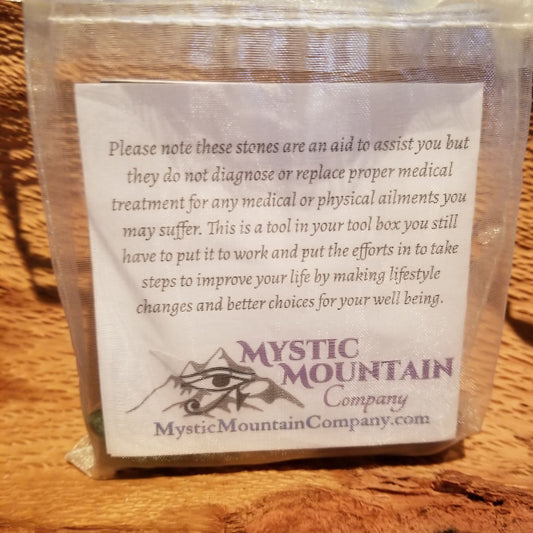 Please note these stones are an aid to assist you but
they do not diagnose or replace proper medical
treatment for any medical or physical ailments you
may suffer. This is a tool in your tool box you still
have to put it to work and put the efforts in to take
steps to improve your life by making lifestyle
changes and better choices for your well being.
MYSTIC
MOUNTAIN
Company
MYSTICMOUNTAINCOMPANY.COM